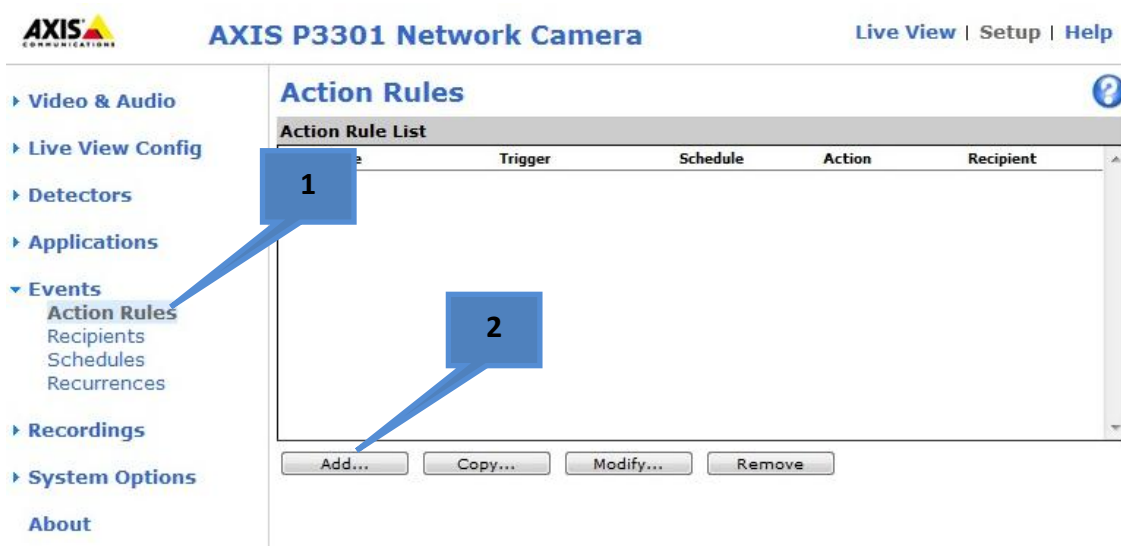 AXIS
COMMUNICATIONS
AXIS P3301 Network Camera
Live View | Setup | Help
Video & Audio
Live View Config
Detectors
Applications
Events
Action Rules
Recipients
Schedules
Recurrences
Recordings
System Options
About
Action Rules
?
Action Rule List
Trigger Schedule Action Recipient
1
2
Add... Copy... Modify... Remove